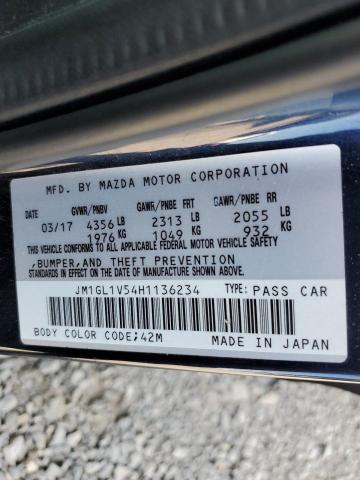 MFD. BY MAZDA MOTOR CORPORATION
GVWR/PNBV GAWR/PNBE FRT GAWR/PNBE RR
03/17 4356 LB 2313 LB 2055 LB
1976 KG 1049 KG 932 KG
THIS VEHICLE CONFORMS TO ALL APPLICABLE FEDERAL MOTOR VEHICLE SAFETY
,BUMPER,AND THEFT PREVENTION
STANDARDS IN EFFECT ON THE DATE OF MANUFACTURE SHOWN ABOVE.
JM1GL1V54H1136234 TYPE: PASS CAR
BODY COLOR CODE;42M MADE IN JAPAN